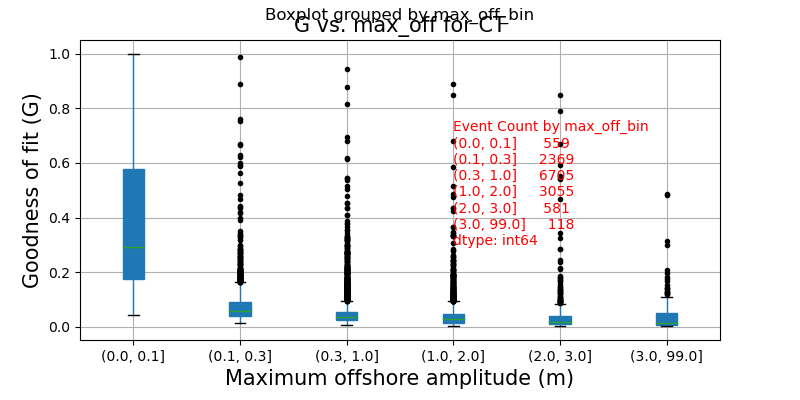 Boxplot grouped by max_off_bin
G vs. max_off for CT
Goodness of fit (G)
1.0
0.8
0.6
0.4
0.2
0.0
Event Count by max_off_bin
(0.0, 0.1] 559
(0.1, 0.3] 2369
(0.3, 1.0] 6705
(1.0, 2.0] 3055
(2.0, 3.0] 581
(3.0, 99.0] 118
dtype: int64
(0.0, 0.1] (0.1, 0.3] (0.3, 1.0] (1.0, 2.0] (2.0, 3.0] (3.0, 99.0]
Maximum offshore amplitude (m)